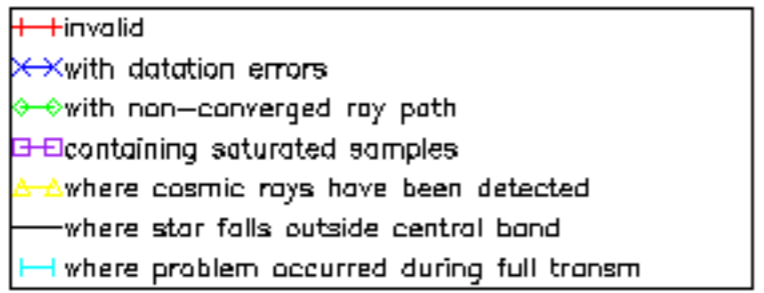 invalid
with datation errors
with non-converged ray path
containing saturated samples
where cosmic rays have been detected
where star falls outside central band
where problem occurred during full transm